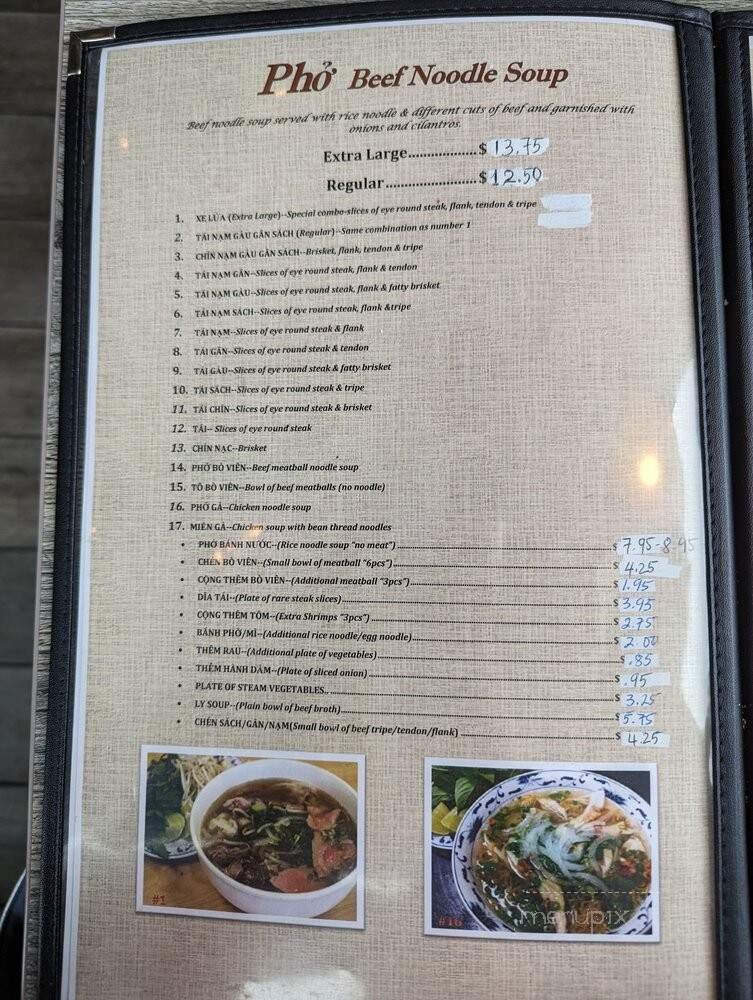 Phở Beef Noodle Soup
Beef noodle soup served with rice noodle & different cuts of beef and garnished with
onions and cilantros.
Extra Large..................$ 13.75
Regular........................$ 12.50
1. XE LỬA (Extra Large)--Special combo-slices of eye round steak, flank, tendon & tripe
2. TÁI NẠM GÀU GÂN SÁCH (Regular)--Same combination as number 1
3. CHÍN NẠM GÀU GÂN SÁCH--Brisket, flank, tendon & tripe
4. TÁI NẠM GÂN--Slices of eye round steak, flank & tendon
5. TÁI NẠM GÀU--Slices of eye round steak, flank & fatty brisket
6. TÁI NẠM SÁCH--Slices of eye round steak, flank &tripe
7. TÁI NẠM--Slices of eye round steak & flank
8. TÁI GÂN--Slices of eye round steak & tendon
9. TÁI GÀU--Slices of eye round steak & fatty brisket
10. TÁI SÁCH--Slices of eye round steak & tripe
11. TÁI CHÍN--Slices of eye round steak & brisket
12. TÁI-- Slices of eye round steak
13. CHÍN NẠC--Brisket
14. PHỞ BÒ VIÊN--Beef meatball noodle soup
15. TÔ BÒ VIÊN--Bowl of beef meatballs (no noodle)
16. PHỞ GÀ--Chicken noodle soup
17. MIẾN GÀ--Chicken soup with bean thread noodles
• PHỞ BÁNH NƯỚC--(Rice noodle soup "no meat") $ 7.95-8.95
• CHÉN BÒ VIÊN--(Small bowl of meatball "6pcs") $ 4.25
• CỘNG THÊM BÒ VIÊN--(Additional meatball "3pcs") $ 1.95
• DĨA TÁI--(Plate of rare steak slices) $ 3.95
• CỘNG THÊM TÔM--(Extra Shrimps "3pcs") $ 2.75
• BÁNH PHỞ/MÌ--(Additional rice noodle/egg noodle) $ 2.00
• THÊM RAU--(Additional plate of vegetables) $ .85
• THÊM HÀNH DẤM--(Plate of sliced onion) $ .95
• PLATE OF STEAM VEGETABLES.. $ 3.25
• LY SOUP--(Plain bowl of beef broth) $ 5.75
• CHÉN SÁCH/GÂN/NẠM(Small bowl of beef tripe/tendon/flank) $ 4.25
#1
#16
menupix